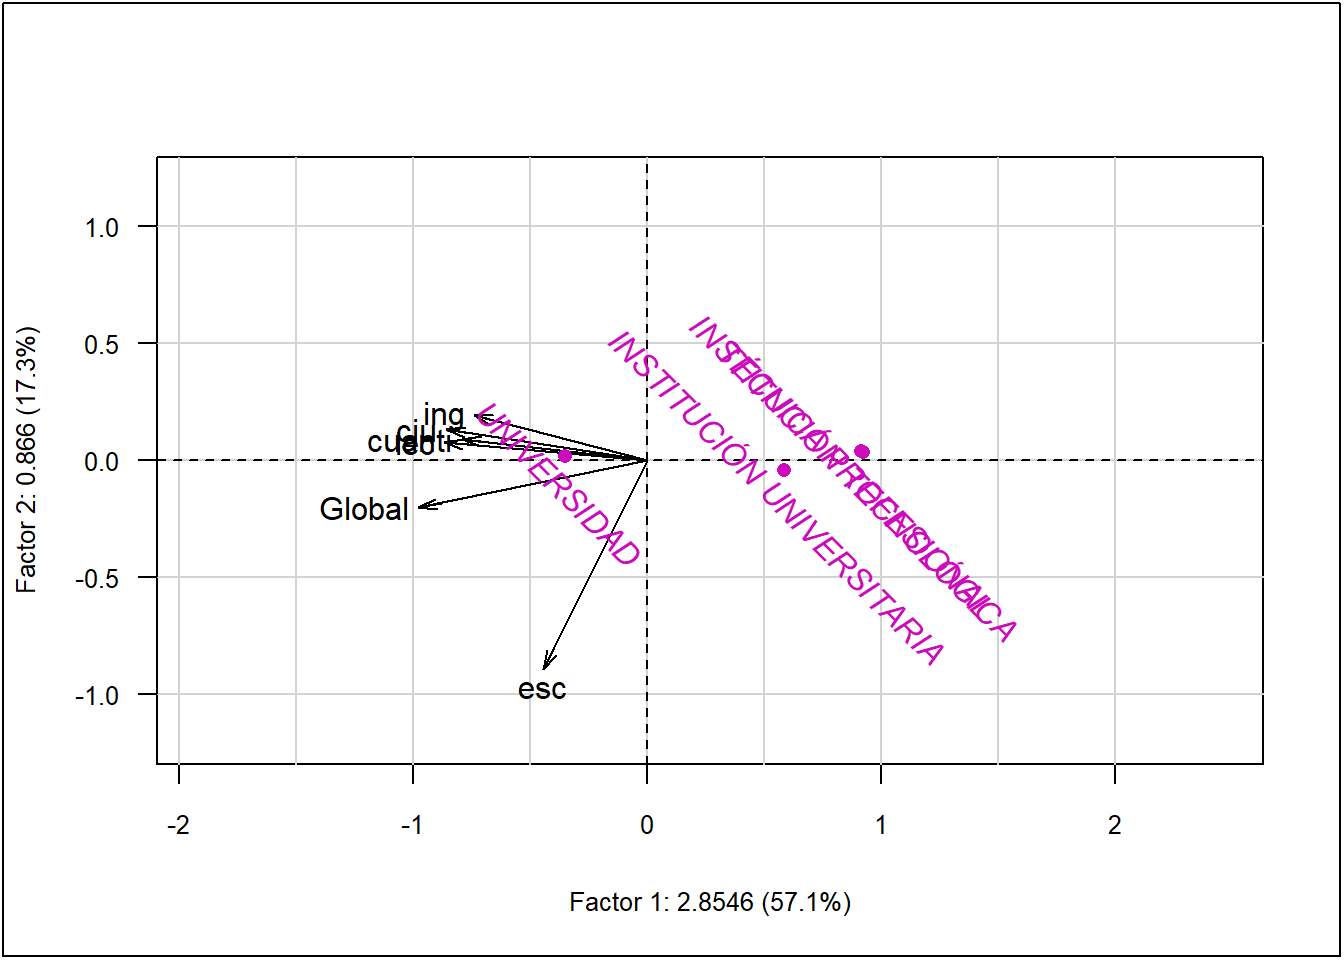 1.0
0.5
0.0
-0.5
-1.0
Factor 2: 0.866 (17.3%)
ing
Global
esc
UNIVERSIDAD
INSTITUCIÓN UNIVERSITARIA
-2
-1
0
1
2
Factor 1: 2.8546 (57.1%)